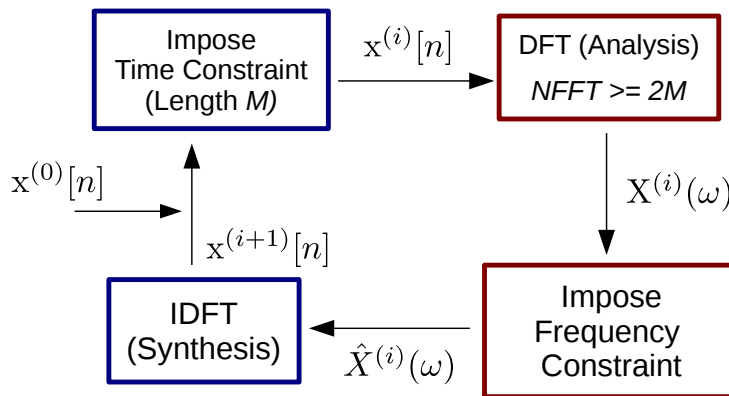 Impose
Time Constraint
(Length M)
x^{(i)}[n]
DFT (Analysis)
NFFT >= 2M
x^{(0)}[n]
X^{(i)}(ω)
x^{(i+1)}[n]
IDFT
(Synthesis)
X̂^{(i)}(ω)
Impose
Frequency
Constraint